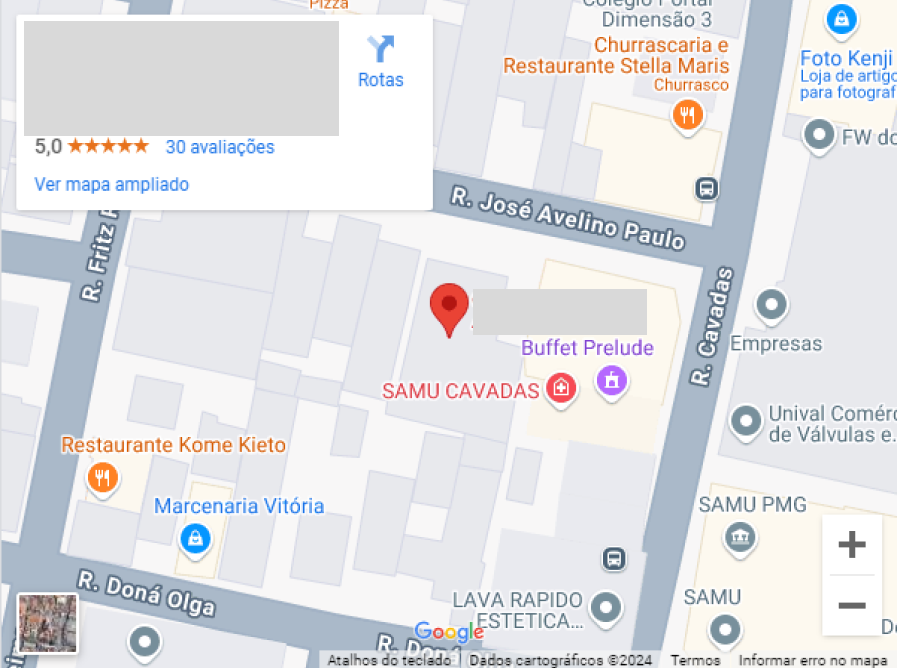 Pizza
Colégio Portal
Dimensão 3
Rotas
Churrascaria e
Restaurante Stella Maris
Churrasco
Foto Kenji
Loja de artigo
para fotograf
5,0
30 avaliações
FW do
Ver mapa ampliado
R. José Avelino Paulo
R. Fritz
R. Cavadas
Empresas
Buffet Prelude
SAMU CAVADAS
Unival Comérc
de Válvulas e...
Restaurante Kome Kieto
Marcenaria Vitória
SAMU PMG
R. Doná Olga
LAVA RAPIDO
ESTETICA...
SAMU
R. Doná
Google
Atalhos do teclado
Dados cartográficos ©2024
Termos
Informar erro no mapa